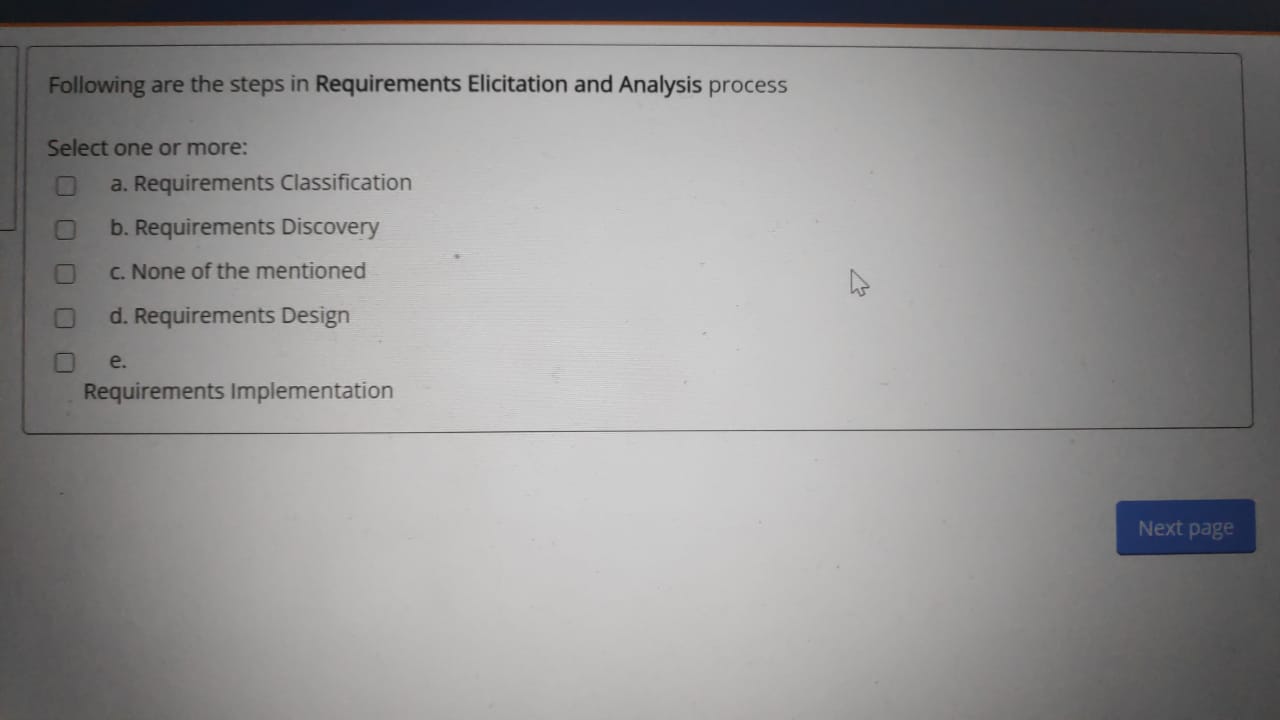 Following are the steps in Requirements Elicitation and Analysis process
Select one or more:
a. Requirements Classification
b. Requirements Discovery
c. None of the mentioned
d. Requirements Design
e.
Requirements Implementation
Next page